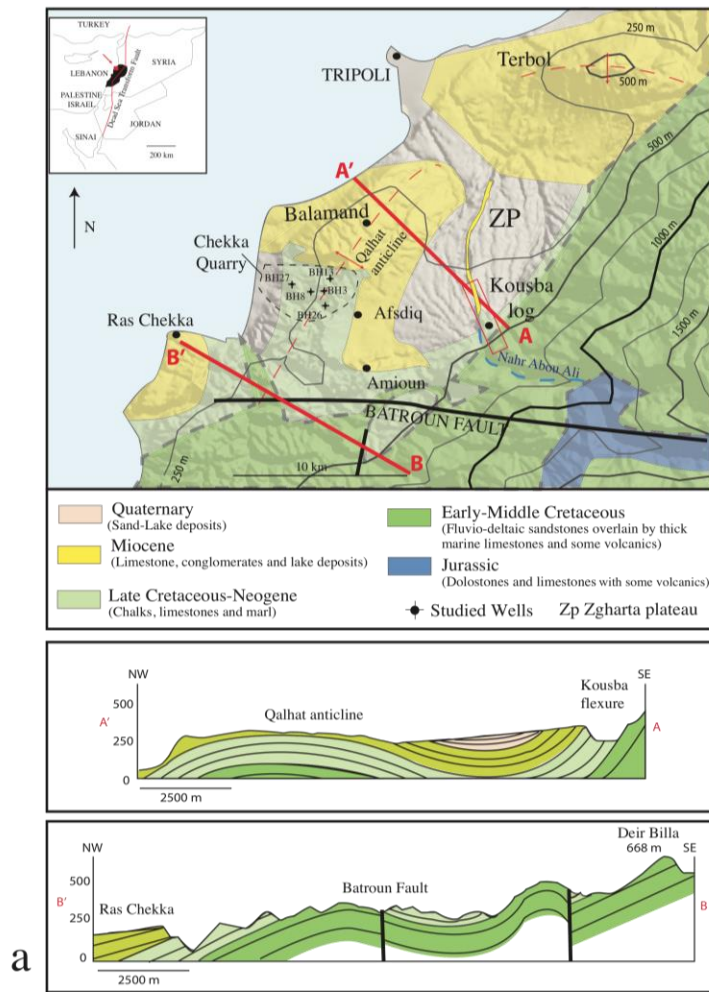 TURKEY
SYRIA
LEBANON
PALESTINE
ISRAEL
Dead Sea Transform Fault
JORDAN
SINAI
200 km
N
250 m
Terbol
500 m
TRIPOLI
500 m
1000 m
1500 m
A'
ZP
Balamand
Qalhat
anticline
Chekka
Quarry
BH27
BH13
BH8
BH3
BH26
Kousba
log
Afsdiq
A
Ras Chekka
B'
Nahr Abou Ali
Amioun
BATROUN FAULT
250 m
10 km
B
Quaternary
(Sand-Lake deposits)
Miocene
(Limestone, conglomerates and lake deposits)
Late Cretaceous-Neogene
(Chalks, limestones and marl)
Early-Middle Cretaceous
(Fluvio-deltaic sandstones overlain by thick
marine limestones and some volcanics)
Jurassic
(Dolostones and limestones with some volcanics)
Studied Wells
Zp Zgharta plateau
NW
SE
500
Kousba
flexure
Qalhat anticline
A'
A
250
0
2500 m
Deir Billa
668 m
NW
SE
500
Batroun Fault
B'
Ras Chekka
250
B
0
2500 m
a